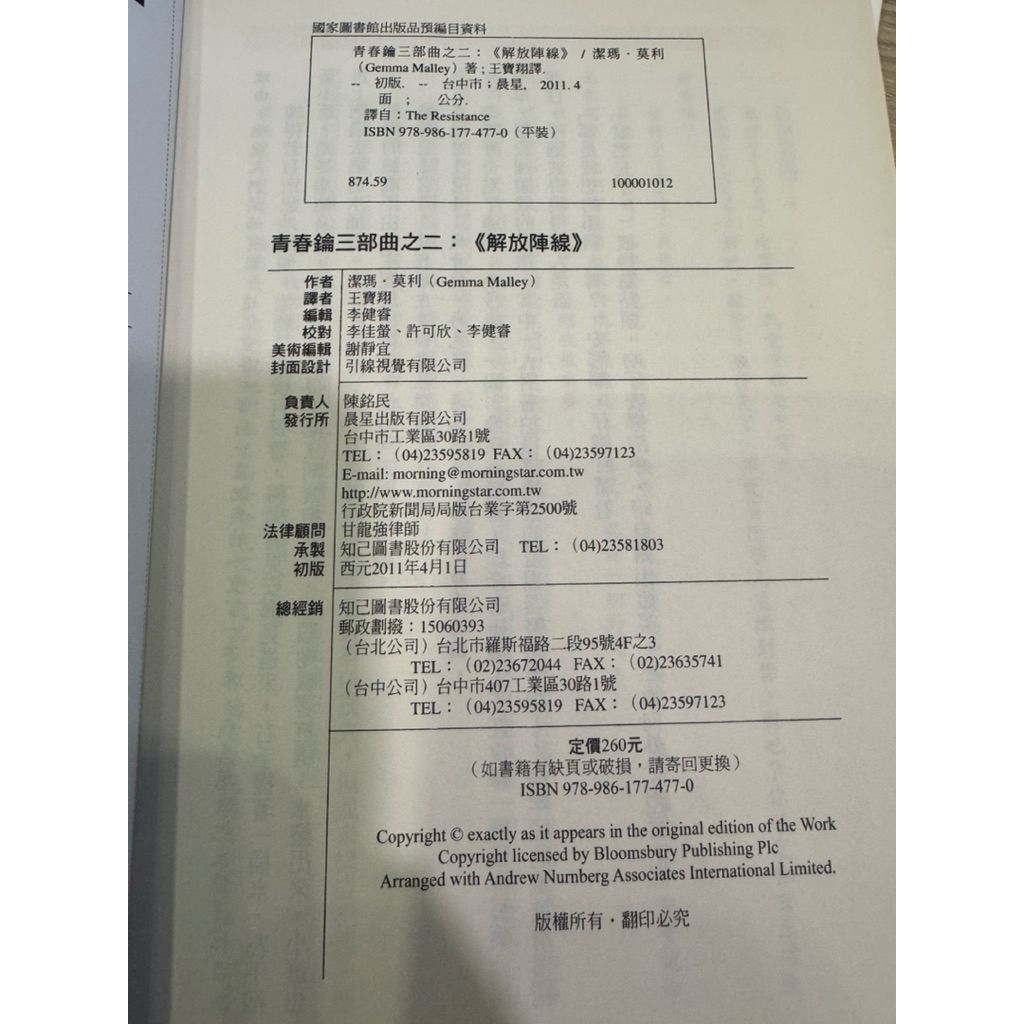 國家圖書館出版品預編目資料
青春鑰三部曲之二：《解放陣線》 / 潔瑪．莫利
（Gemma Malley）著；王寶翔譯.
-- 初版. -- 台中市；晨星, 2011.4
面 ； 公分.
譯自：The Resistance
ISBN 978-986-177-477-0（平裝）
874.59 100001012
青春鑰三部曲之二：《解放陣線》
作者 潔瑪．莫利（Gemma Malley）
譯者 王寶翔
編輯 李健睿
校對 李佳螢、許可欣、李健睿
美術編輯 謝靜宜
封面設計 引線視覺有限公司
負責人 陳銘民
發行所 晨星出版有限公司
台中市工業區30路1號
TEL：（04)23595819 FAX：（04)23597123
E-mail: morning@morningstar.com.tw
http://www.morningstar.com.tw
行政院新聞局局版台業字第2500號
法律顧問 甘龍強律師
承製 知己圖書股份有限公司 TEL：（04)23581803
初版 西元2011年4月1日
總經銷 知己圖書股份有限公司
郵政劃撥：15060393
（台北公司）台北市羅斯福路二段95號4F之3
TEL：（02)23672044 FAX：（02)23635741
（台中公司）台中市407工業區30路1號
TEL：（04)23595819 FAX：（04)23597123
定價260元
（如書籍有缺頁或破損，請寄回更換）
ISBN 978-986-177-477-0
Copyright © exactly as it appears in the original edition of the Work
Copyright licensed by Bloomsbury Publishing Plc
Arranged with Andrew Nurnberg Associates International Limited.
版權所有．翻印必究